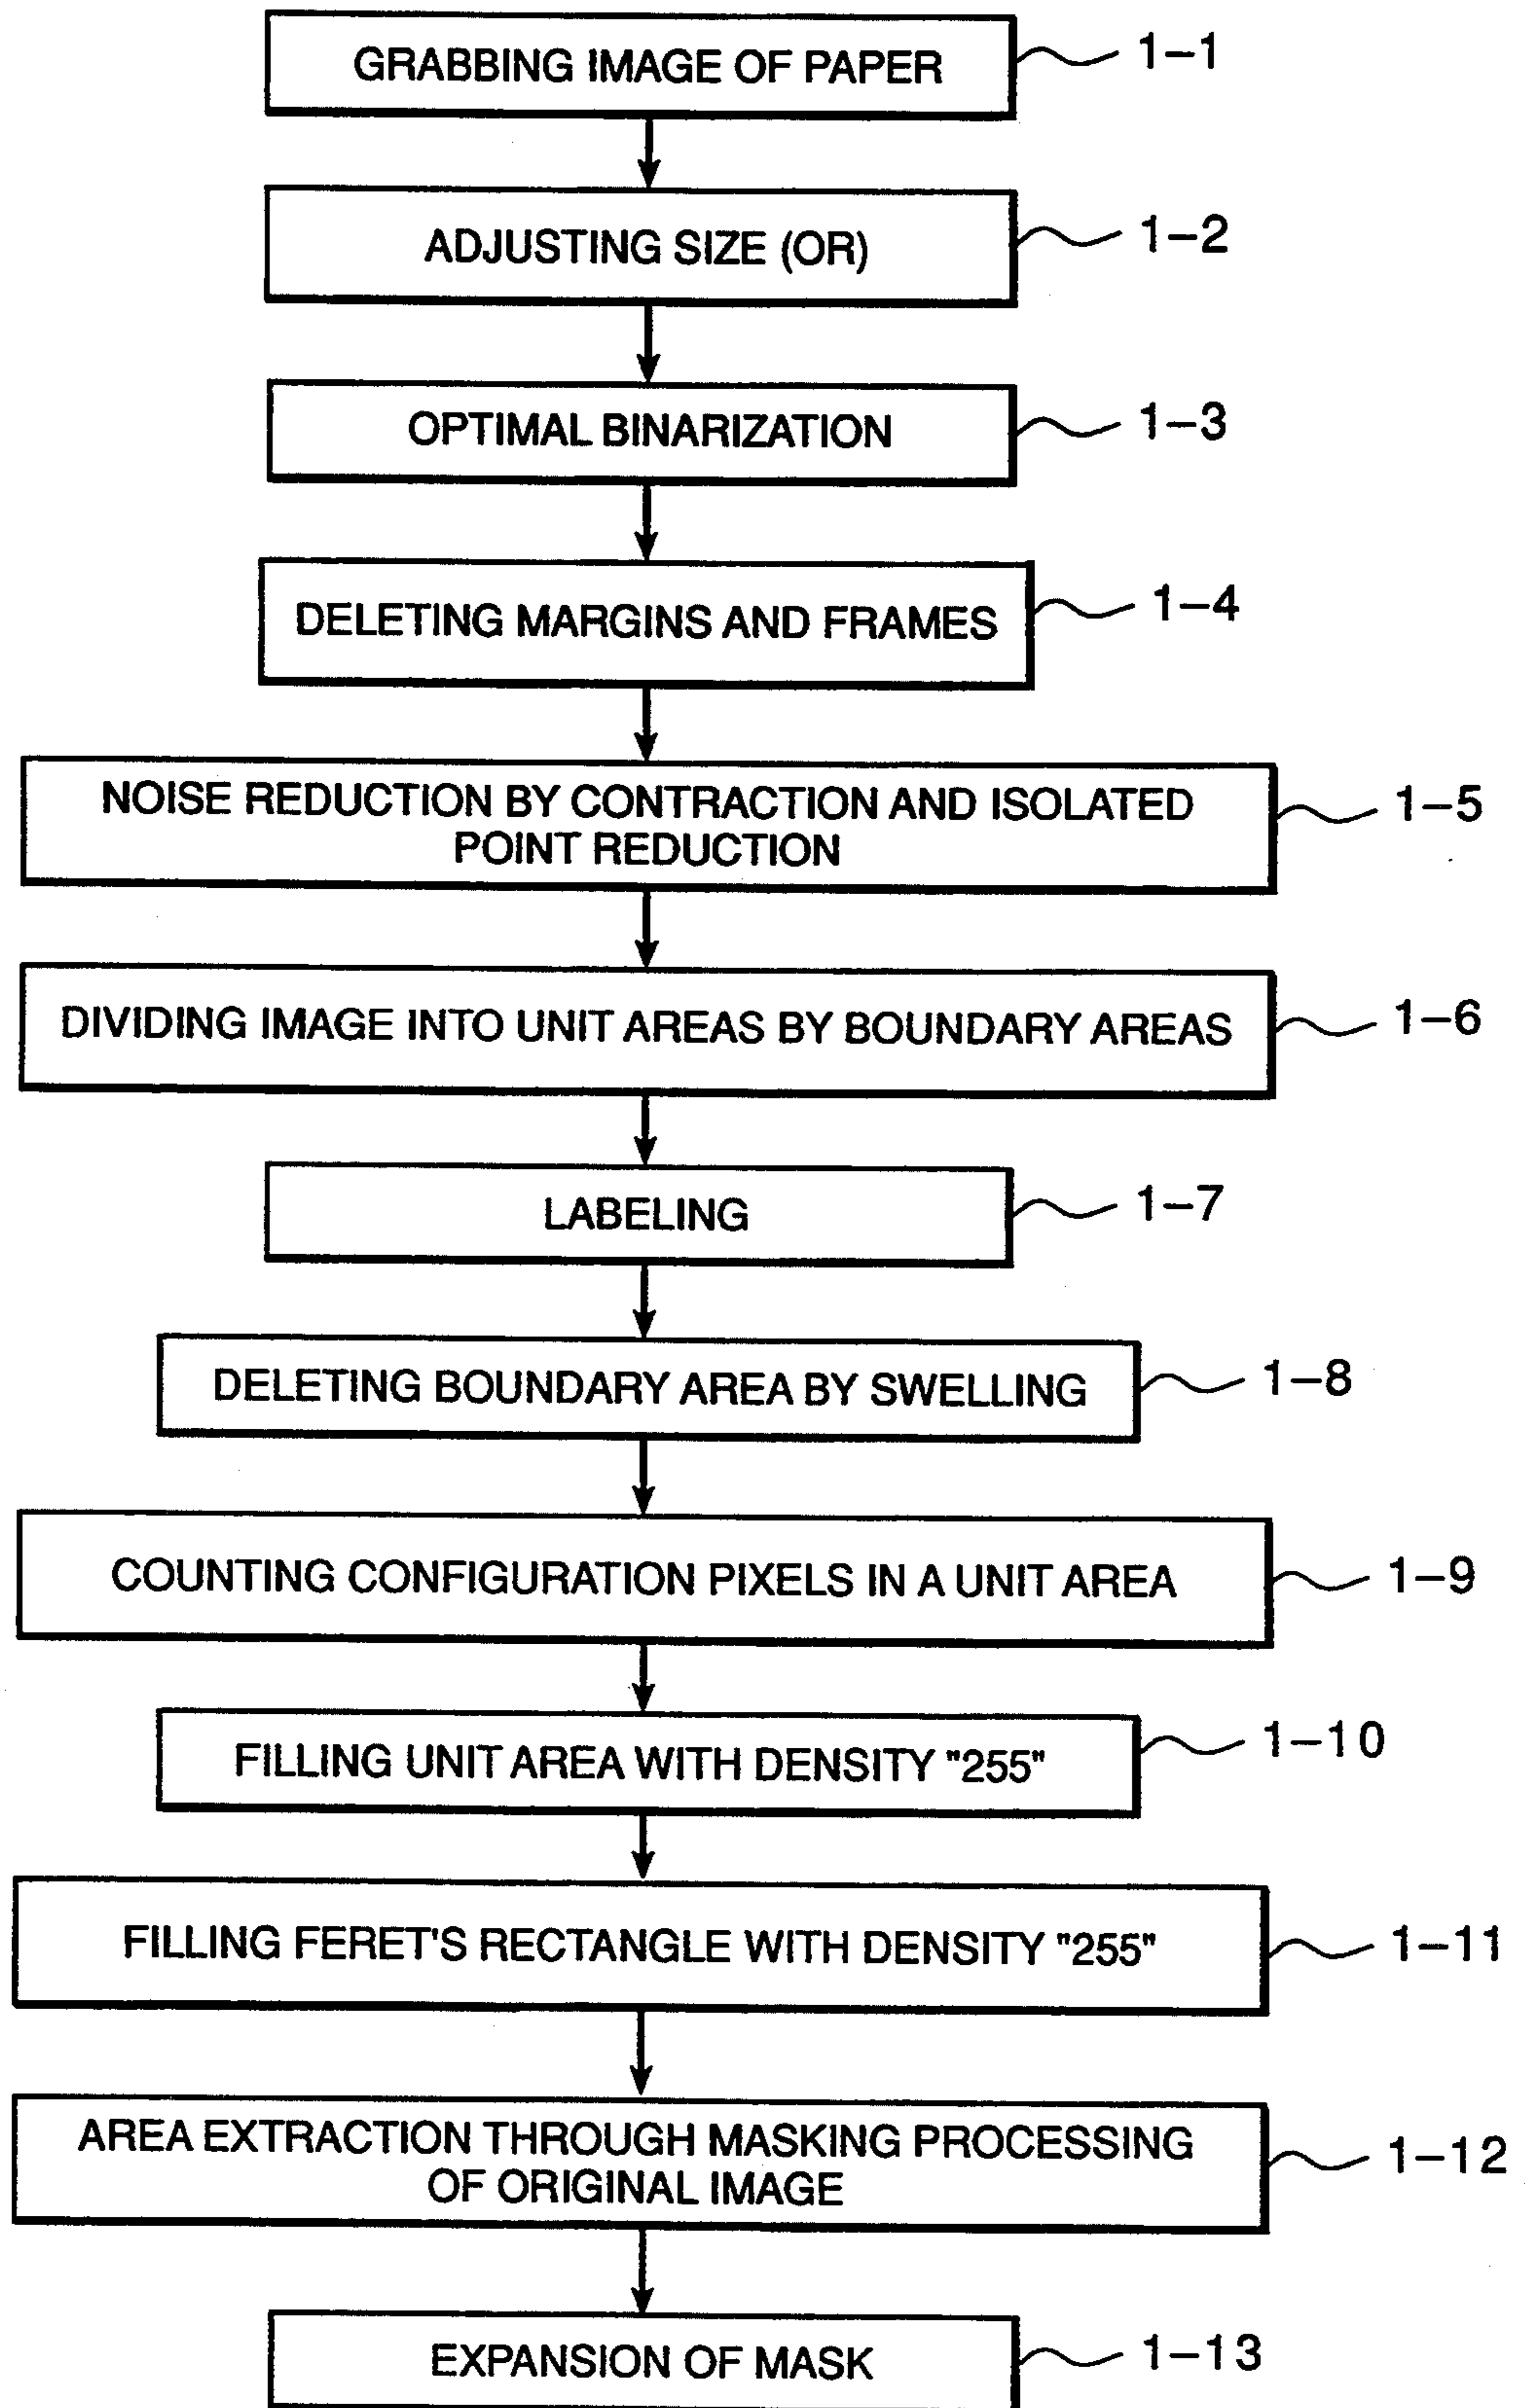 GRABBING IMAGE OF PAPER
1-1
ADJUSTING SIZE (OR)
1-2
OPTIMAL BINARIZATION
1-3
DELETING MARGINS AND FRAMES
1-4
NOISE REDUCTION BY CONTRACTION AND ISOLATED
POINT REDUCTION
1-5
DIVIDING IMAGE INTO UNIT AREAS BY BOUNDARY AREAS
1-6
LABELING
1-7
DELETING BOUNDARY AREA BY SWELLING
1-8
COUNTING CONFIGURATION PIXELS IN A UNIT AREA
1-9
FILLING UNIT AREA WITH DENSITY "255"
1-10
FILLING FERET'S RECTANGLE WITH DENSITY "255"
1-11
AREA EXTRACTION THROUGH MASKING PROCESSING
OF ORIGINAL IMAGE
1-12
EXPANSION OF MASK
1-13